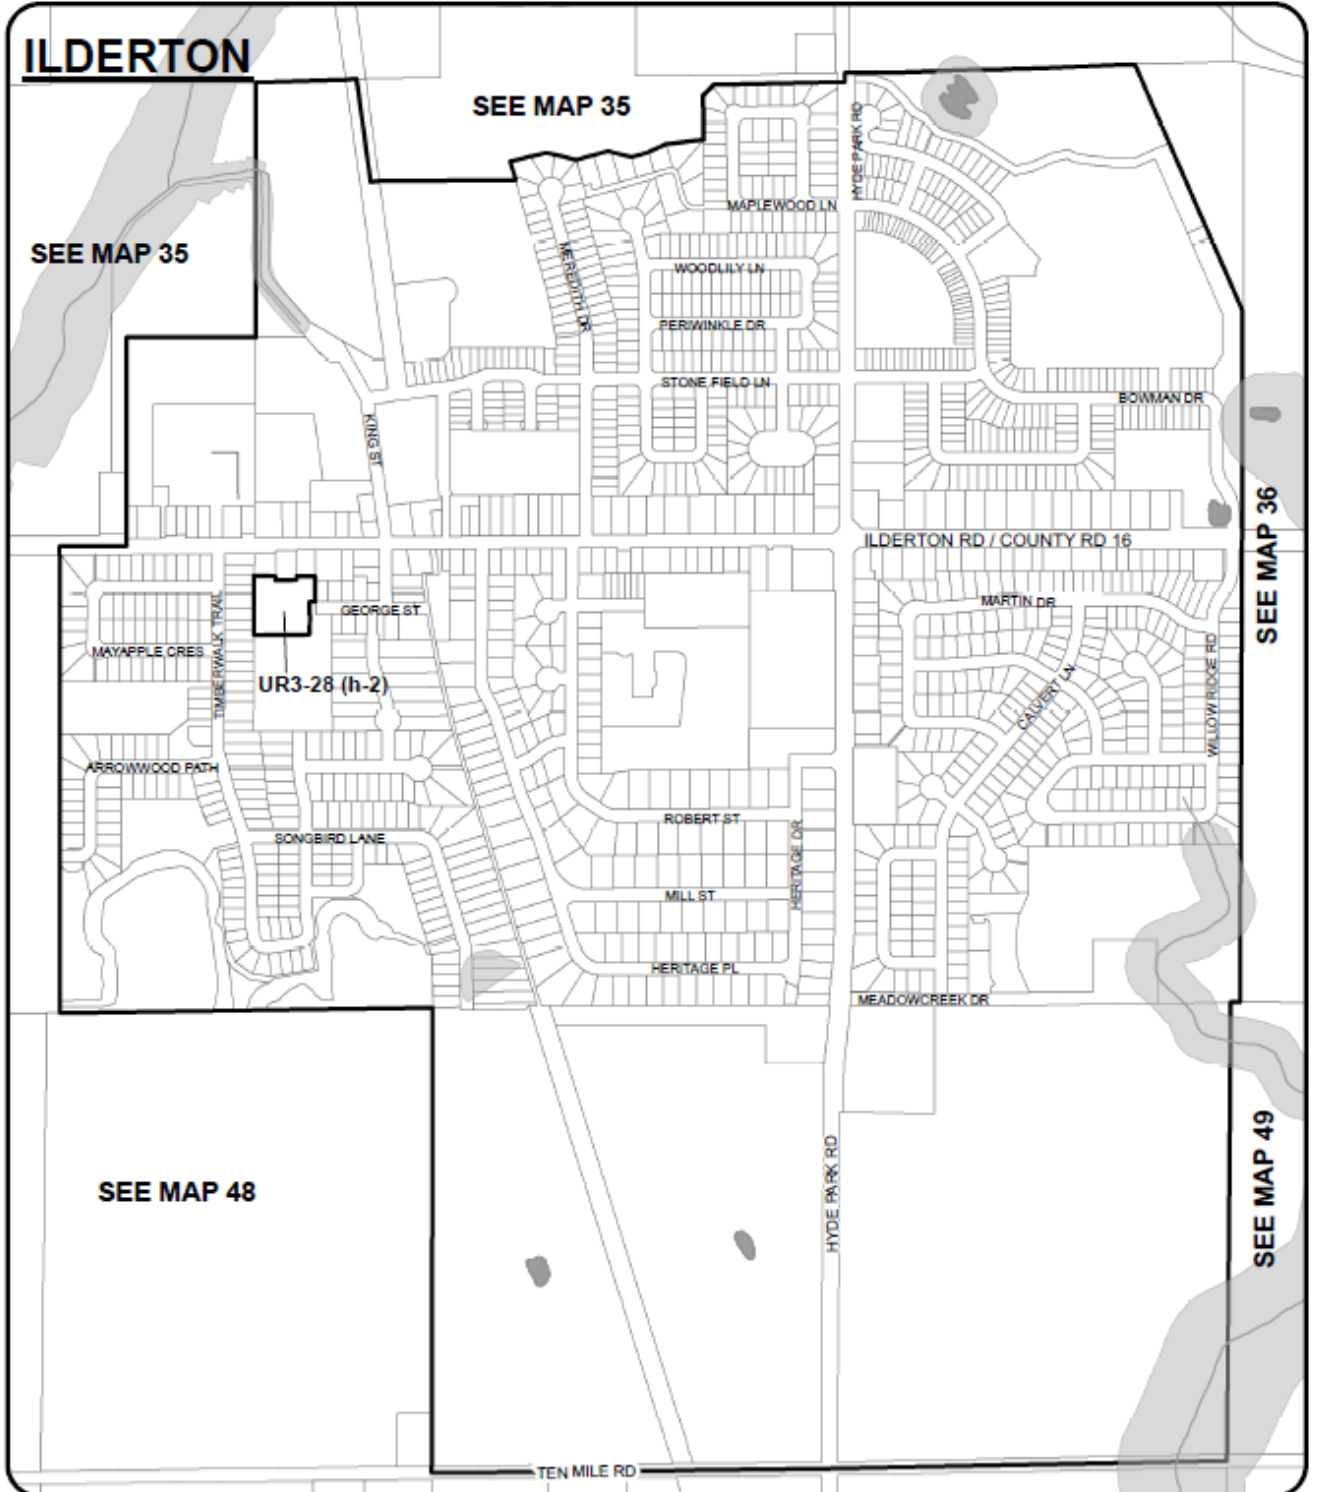 ILDERTON
SEE MAP 35
HYDE PARK RD
MAPLEWOOD LN
SEE MAP 35
MEREDITH DR
WOODLILY LN
PERIWINKLE DR
STONE FIELD LN
BOWMAN DR
KING ST
SEE MAP 36
ILDERTON RD / COUNTY RD 16
GEORGE ST
MARTIN DR
TIMBERWALK TRAIL
MAYAPPLE CRES
UR3-28 (h-2)
CALVERT LN
WILLOW RIDGE RD
ARROWWOOD PATH
SONGBIRD LANE
ROBERT ST
HERITAGE DR
MILL ST
HERITAGE PL
MEADOWCREEK DR
SEE MAP 48
HYDE PARK RD
SEE MAP 49
TEN MILE RD